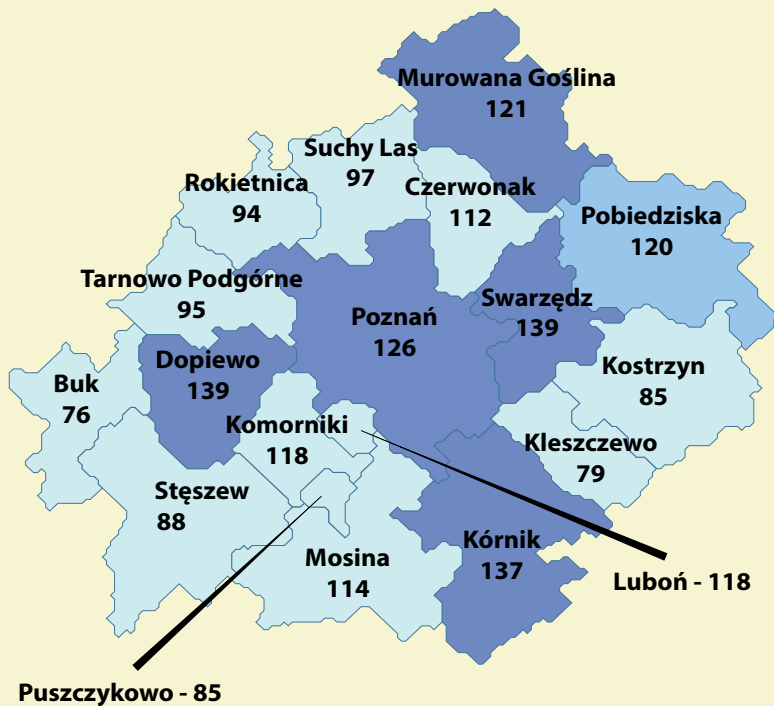 Murowana Goślina
121
Suchy Las
97
Rokietnica
94
Czerwonak
112
Pobiedziska
120
Tarnowo Podgórne
95
Swarzędz
139
Poznań
126
Dopiewo
139
Buk
76
Kostrzyn
85
Komorniki
118
Kleszczewo
79
Stęszew
88
Kórnik
137
Mosina
114
Luboń - 118
Puszczykowo - 85